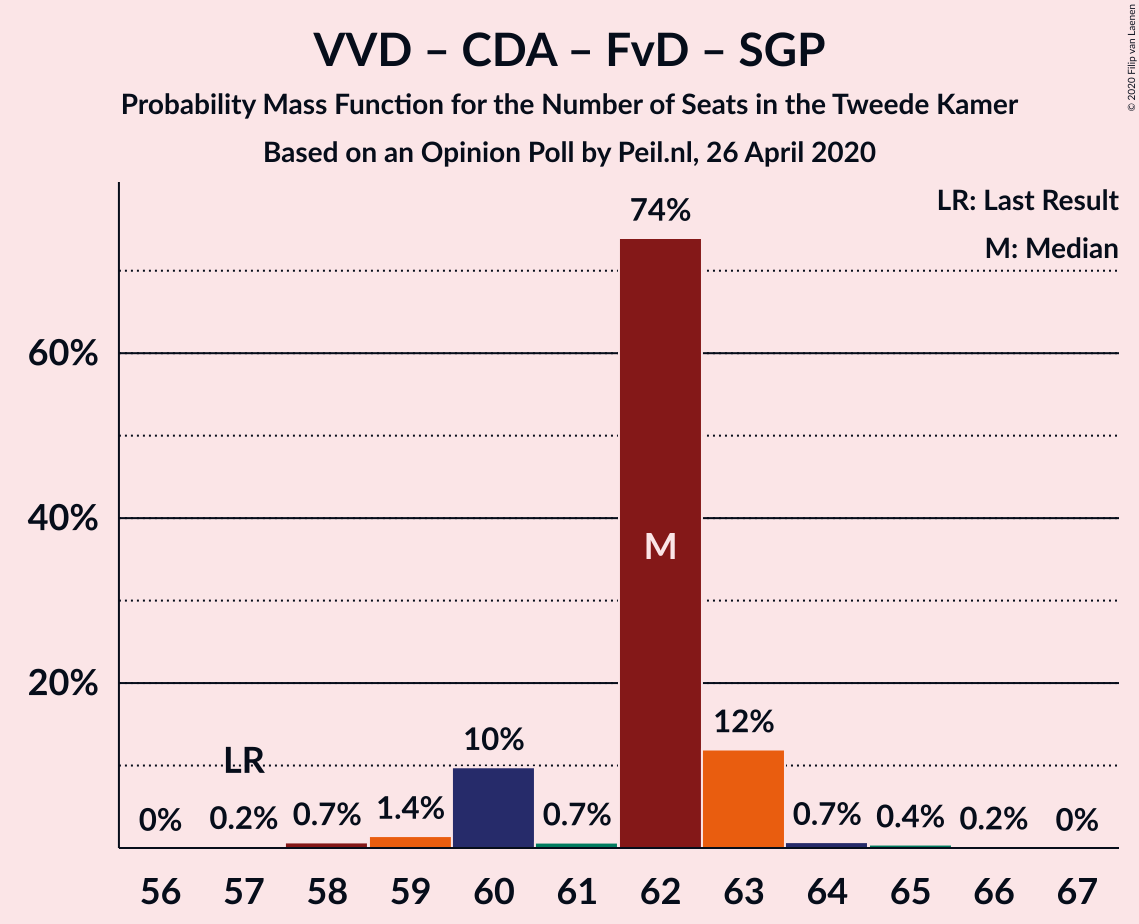 VVD – CDA – FvD – SGP
Probability Mass Function for the Number of Seats in the Tweede Kamer
Based on an Opinion Poll by Peil.nl, 26 April 2020
© 2020 Filip van Laenen
LR: Last Result
M: Median
74%
60%
40%
M
20%
12%
10%
LR
0%
0.2%
0.7%
1.4%
0.7%
0.7%
0.4%
0.2%
0%
56 57 58 59 60 61 62 63 64 65 66 67